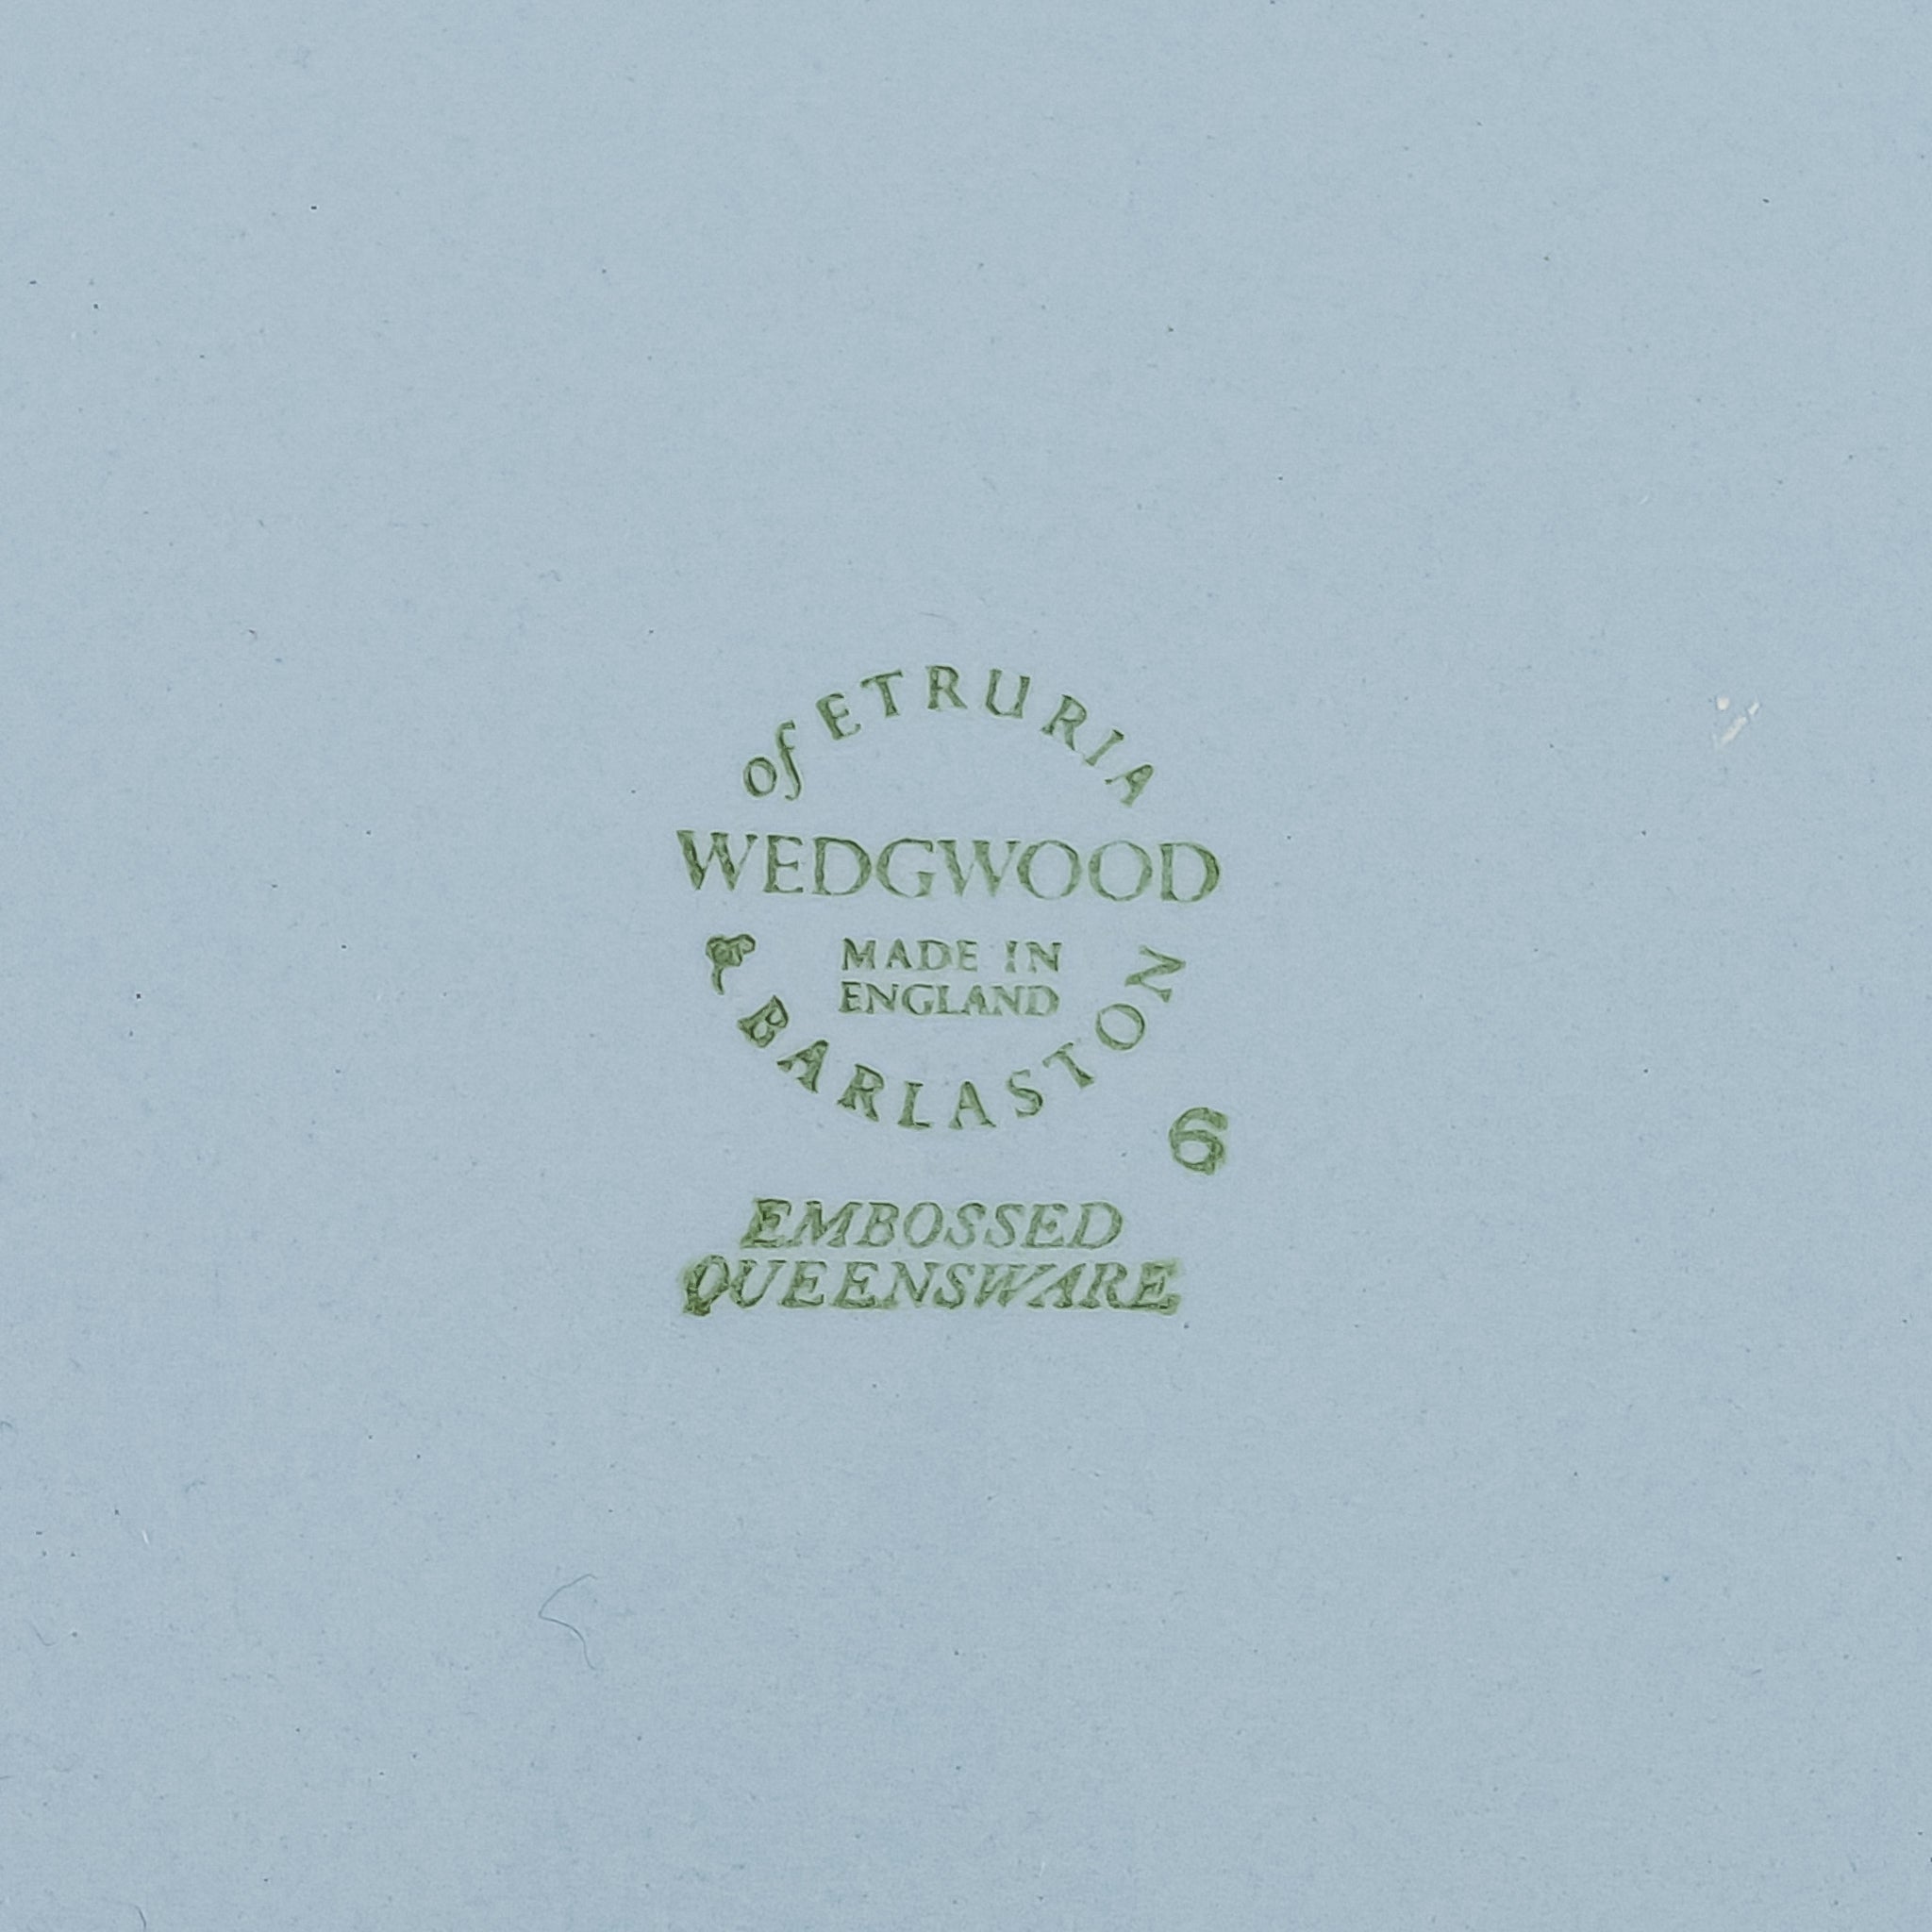 of ETRURIA
WEDGWOOD
MADE IN
ENGLAND
& BARLASTON
6
EMBOSSED
QUEENSWARE